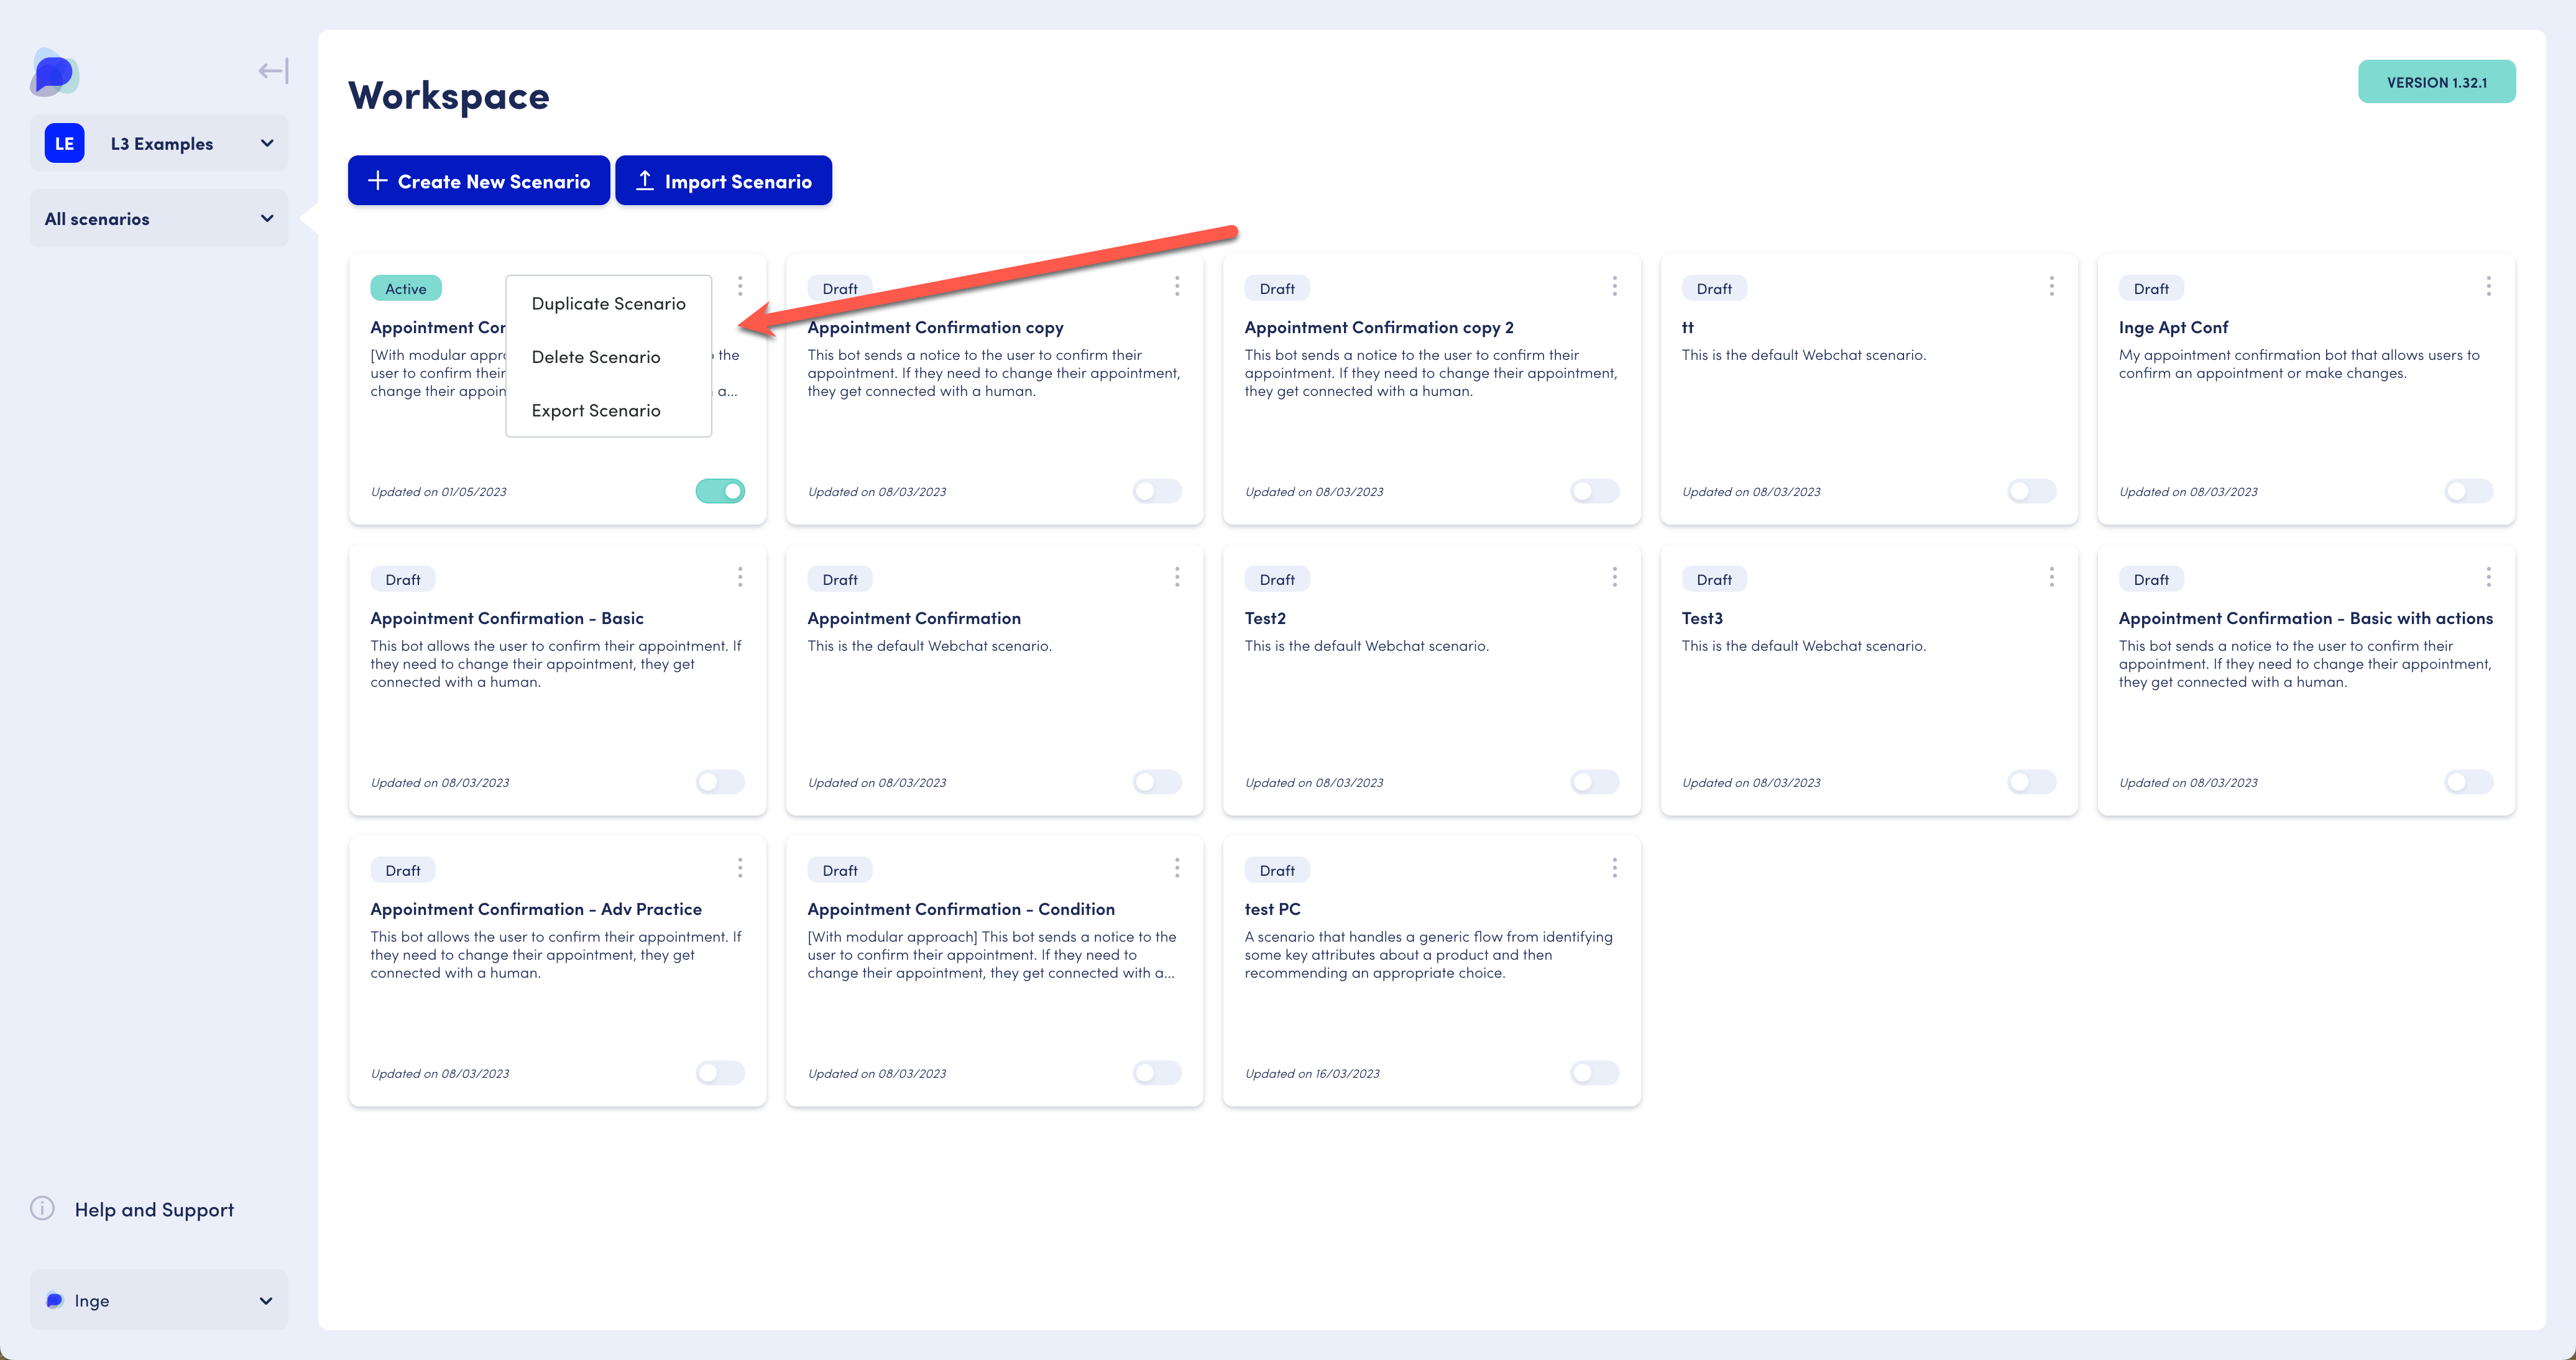 LE
L3 Examples
All scenarios
Help and Support
Inge
Workspace
VERSION 1.32.1
Create New Scenario
Import Scenario
Active
Appointment Cor
[With modular appro
the
user to confirm their
change their appoin
a...
Updated on 01/05/2023
Duplicate Scenario
Delete Scenario
Export Scenario
Draft
Appointment Confirmation copy
This bot sends a notice to the user to confirm their
appointment. If they need to change their appointment,
they get connected with a human.
Updated on 08/03/2023
Draft
Appointment Confirmation copy 2
This bot sends a notice to the user to confirm their
appointment. If they need to change their appointment,
they get connected with a human.
Updated on 08/03/2023
Draft
tt
This is the default Webchat scenario.
Updated on 08/03/2023
Draft
Inge Apt Conf
My appointment confirmation bot that allows users to
confirm an appointment or make changes.
Updated on 08/03/2023
Draft
Appointment Confirmation - Basic
This bot allows the user to confirm their appointment. If
they need to change their appointment, they get
connected with a human.
Updated on 08/03/2023
Draft
Appointment Confirmation
This is the default Webchat scenario.
Updated on 08/03/2023
Draft
Test2
This is the default Webchat scenario.
Updated on 08/03/2023
Draft
Test3
This is the default Webchat scenario.
Updated on 08/03/2023
Draft
Appointment Confirmation - Basic with actions
This bot sends a notice to the user to confirm their
appointment. If they need to change their appointment,
they get connected with a human.
Updated on 08/03/2023
Draft
Appointment Confirmation - Adv Practice
This bot allows the user to confirm their appointment. If
they need to change their appointment, they get
connected with a human.
Updated on 08/03/2023
Draft
Appointment Confirmation - Condition
[With modular approach] This bot sends a notice to the
user to confirm their appointment. If they need to
change their appointment, they get connected with a...
Updated on 08/03/2023
Draft
test PC
A scenario that handles a generic flow from identifying
some key attributes about a product and then
recommending an appropriate choice.
Updated on 16/03/2023